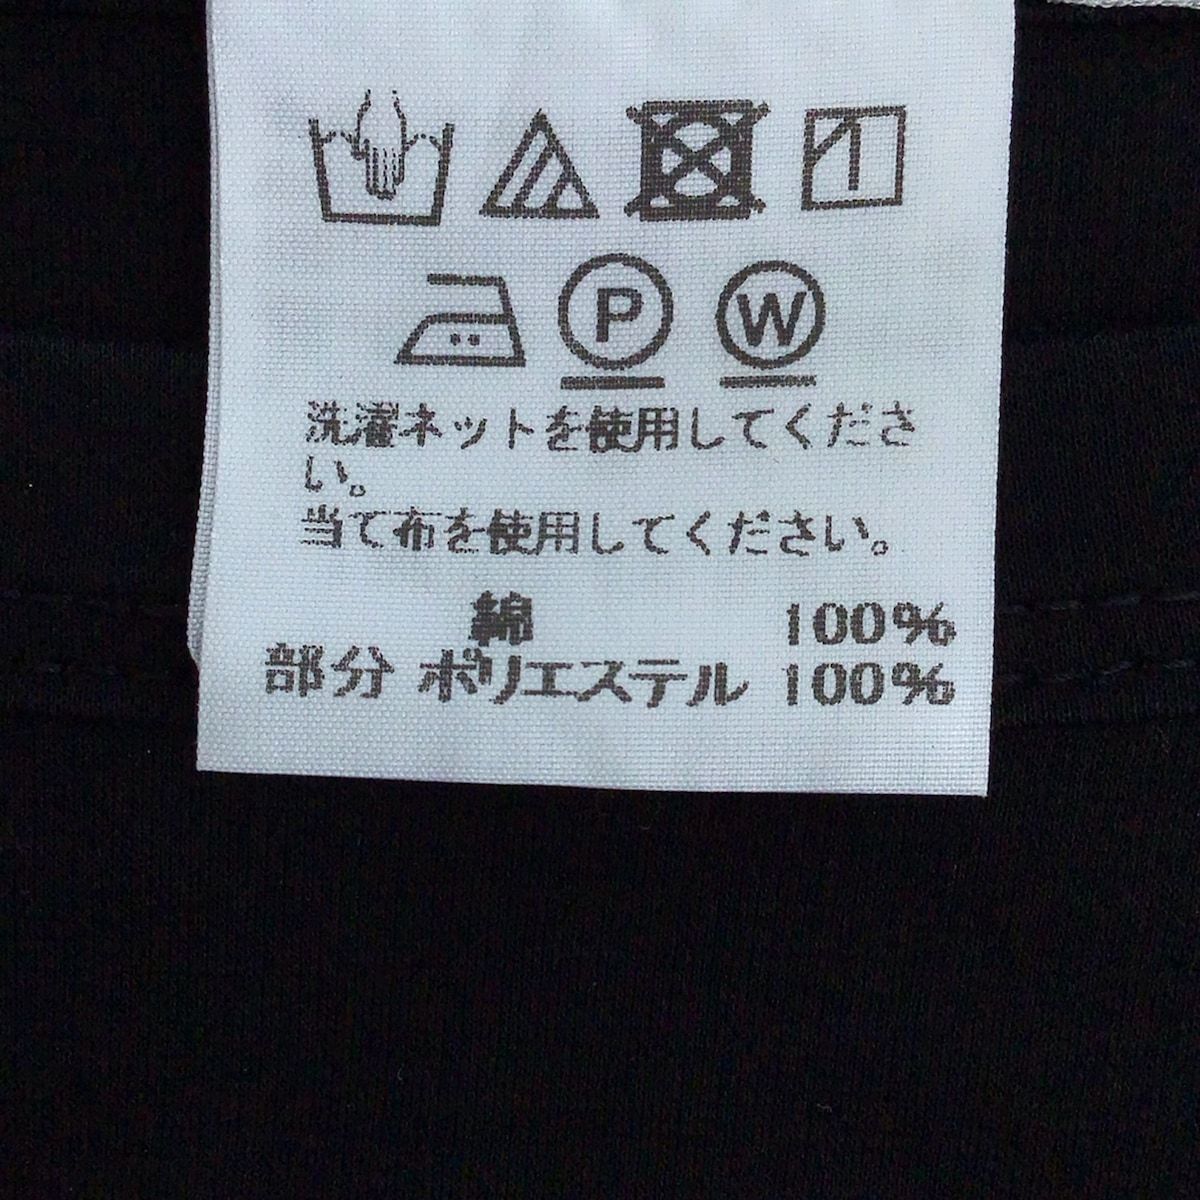 P W
洗濯ネットを使用してくださ
い。
当て布を使用してください。
綿 100%
部分 ポリエステル 100%